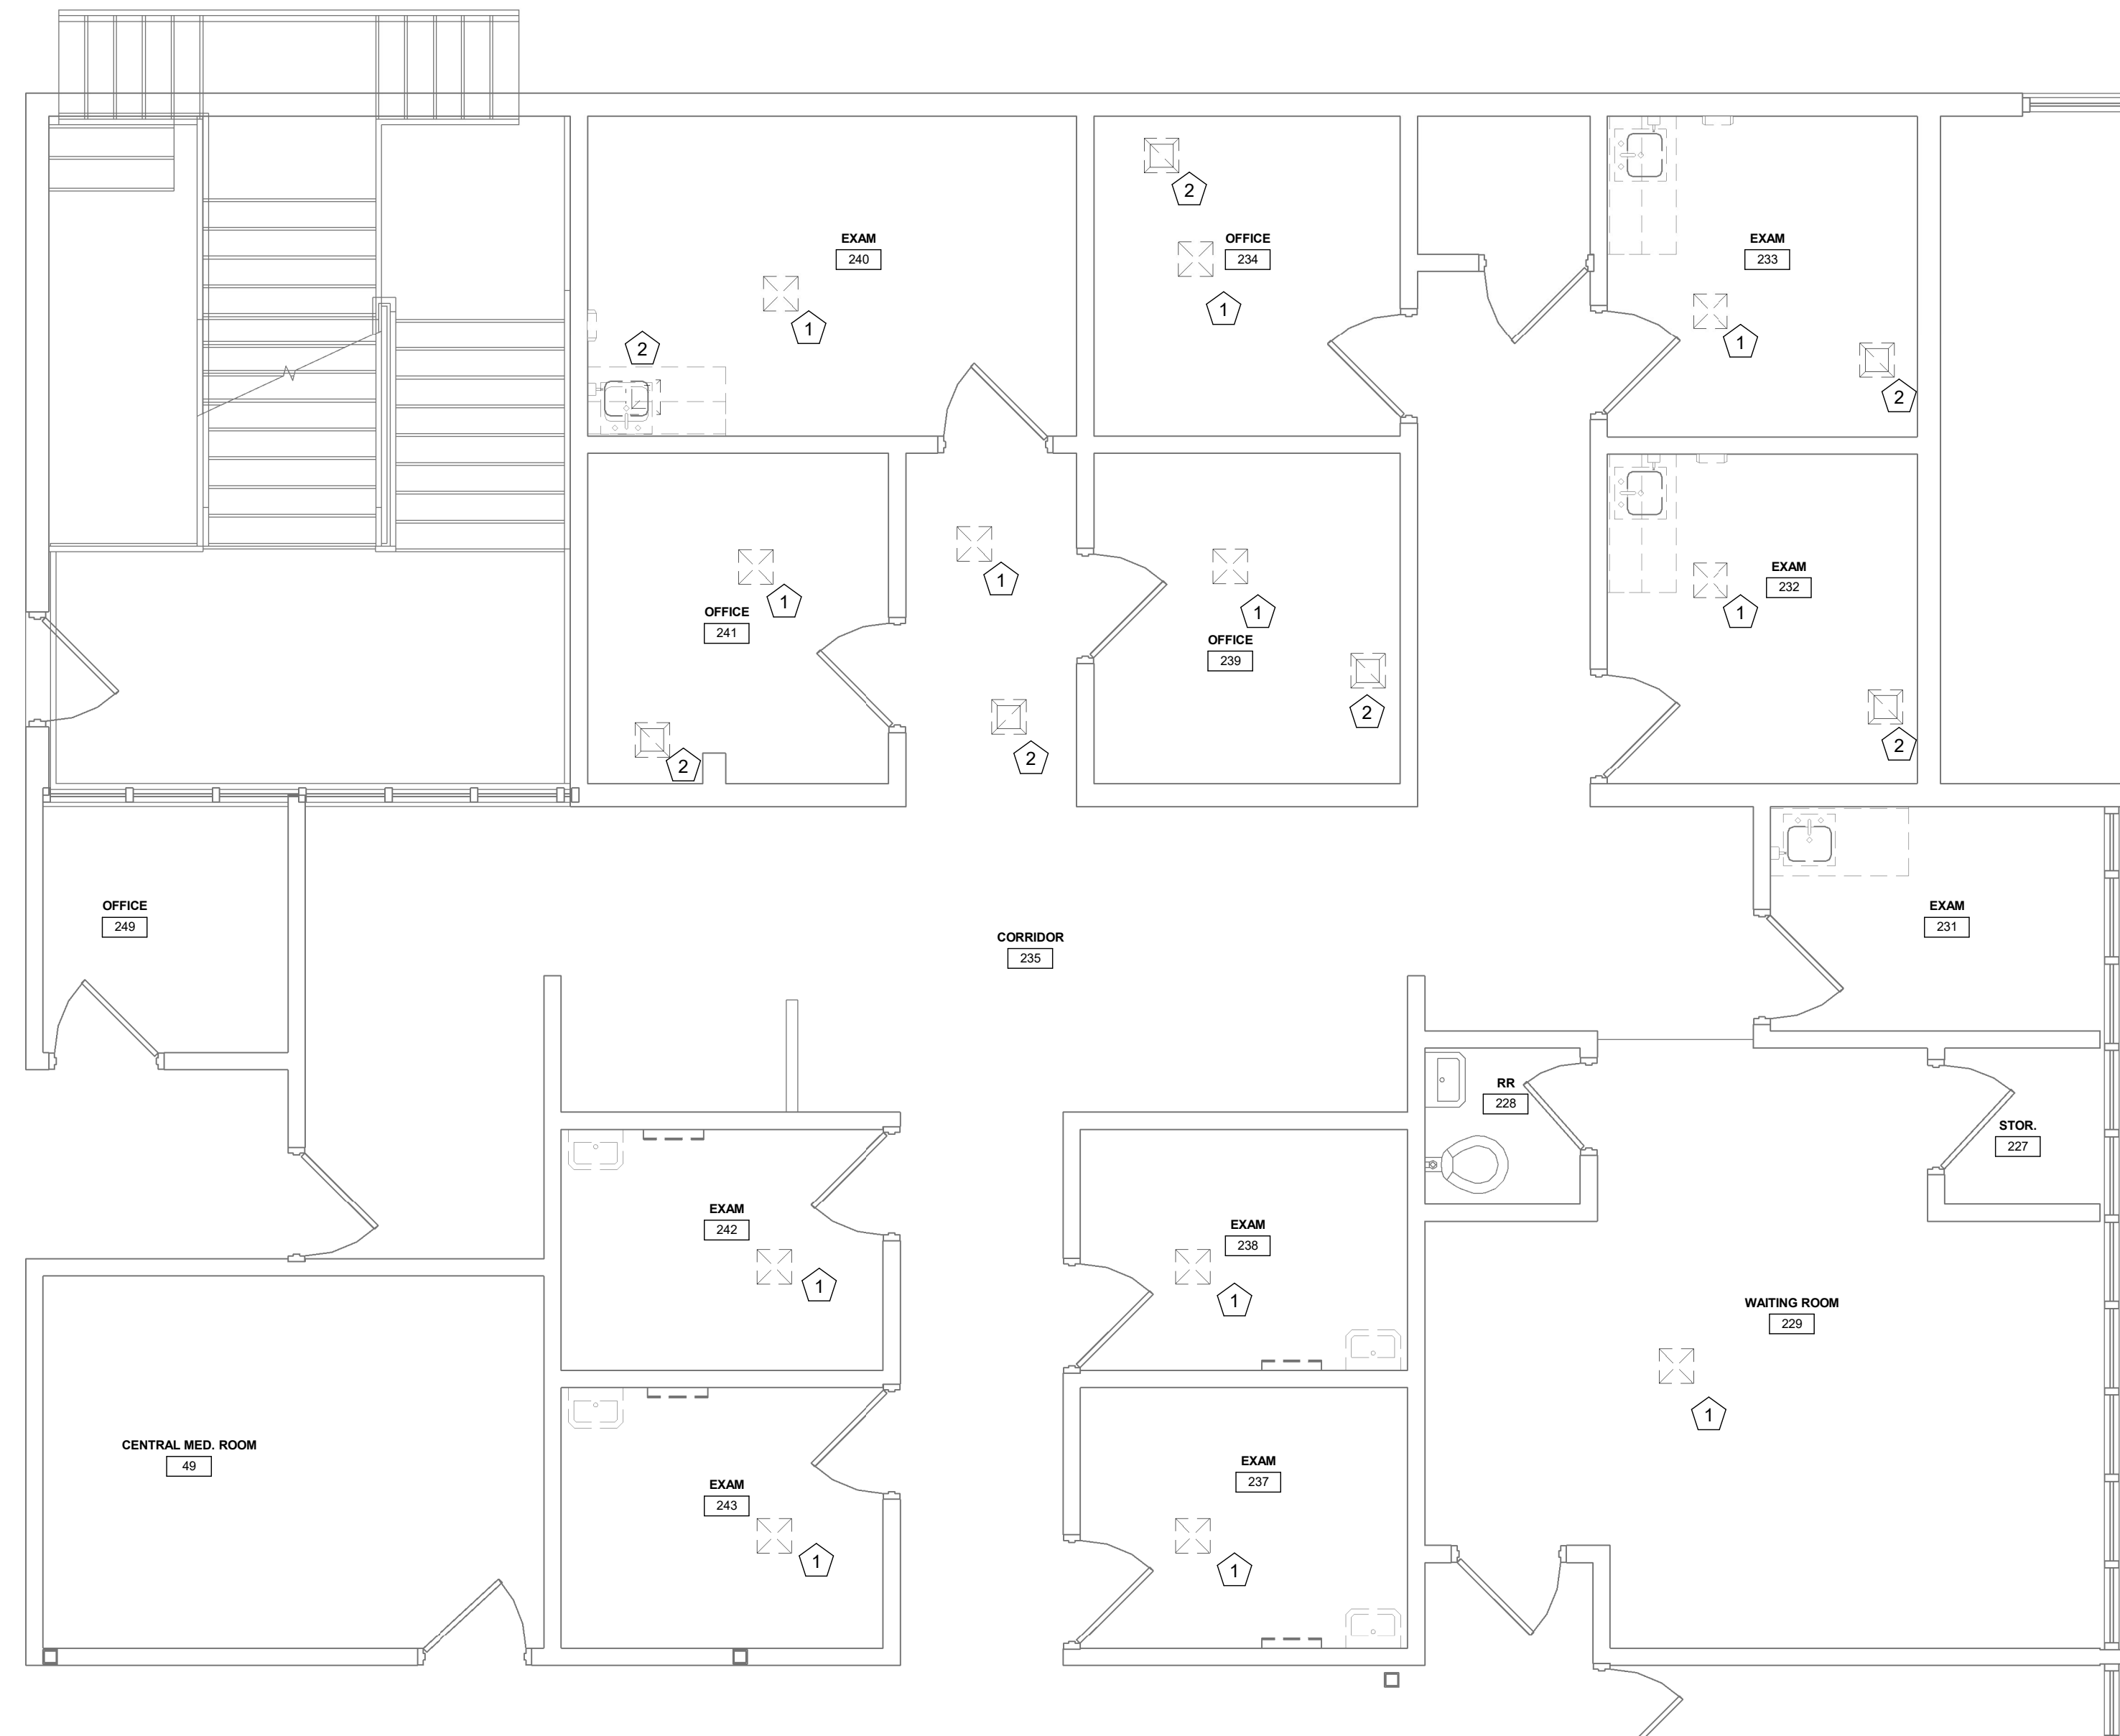 2
EXAM
240
OFFICE
234
EXAM
233
1
1
1
2
2
2
1
1
EXAM
232
1
OFFICE
241
1
1
OFFICE
239
2
2
2
2
OFFICE
249
EXAM
231
CORRIDOR
235
RR
228
STOR.
227
EXAM
242
EXAM
238
1
1
WAITING ROOM
229
1
CENTRAL MED. ROOM
49
EXAM
243
EXAM
237
1
1